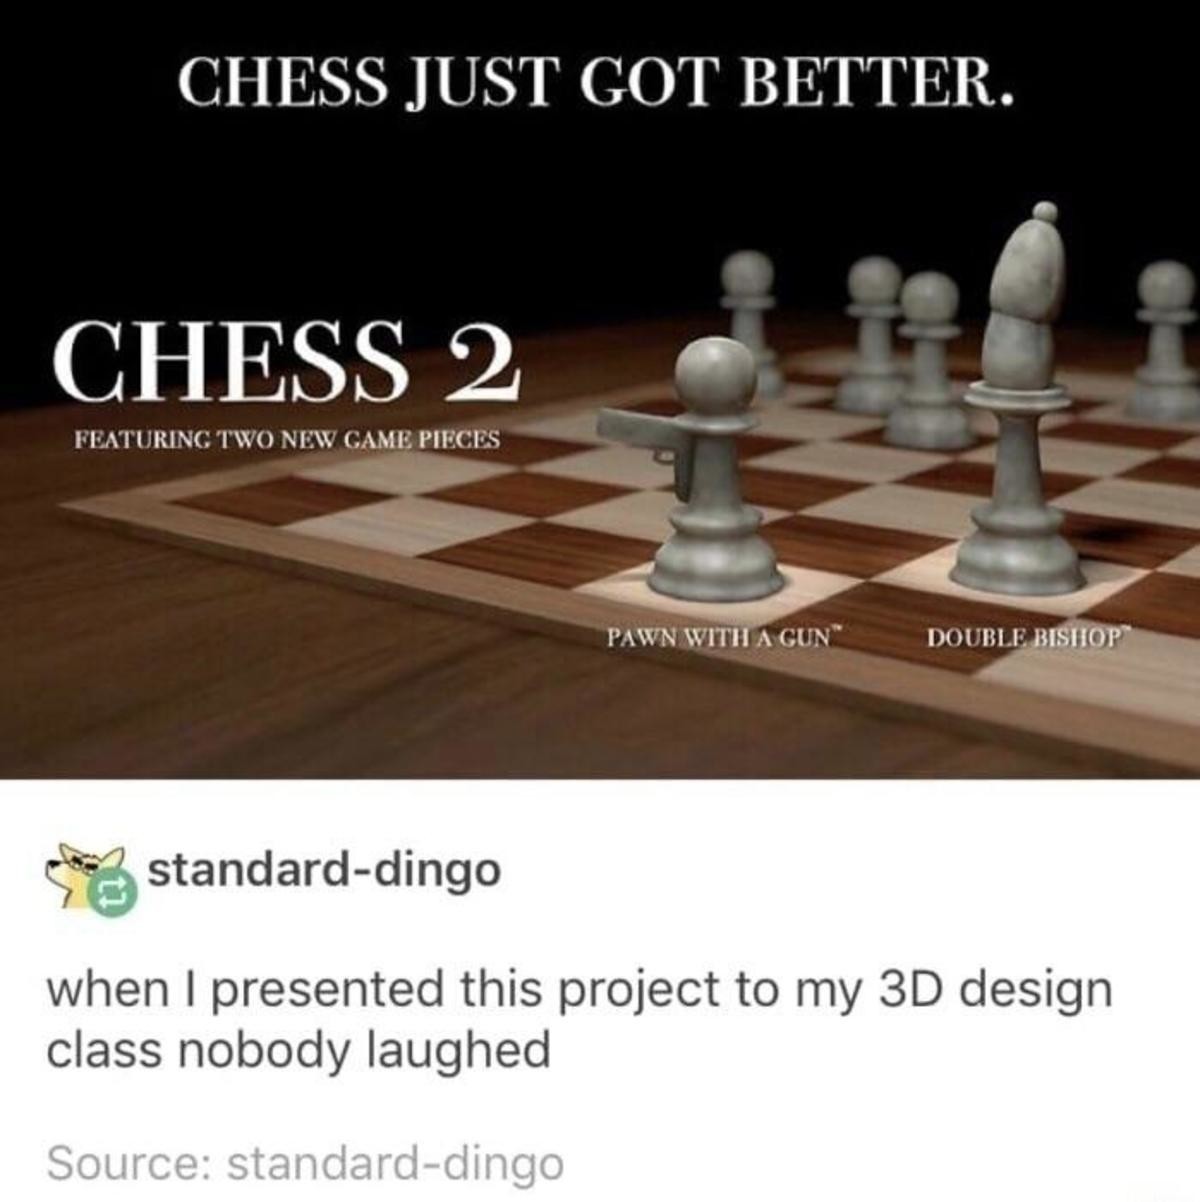 CHESS JUST GOT BETTER.
CHESS 2
FEATURING TWO NEW GAME PIECES
PAWN WITH A GUN™
DOUBLE BISHOP™
standard-dingo
when I presented this project to my 3D design
class nobody laughed
Source: standard-dingo